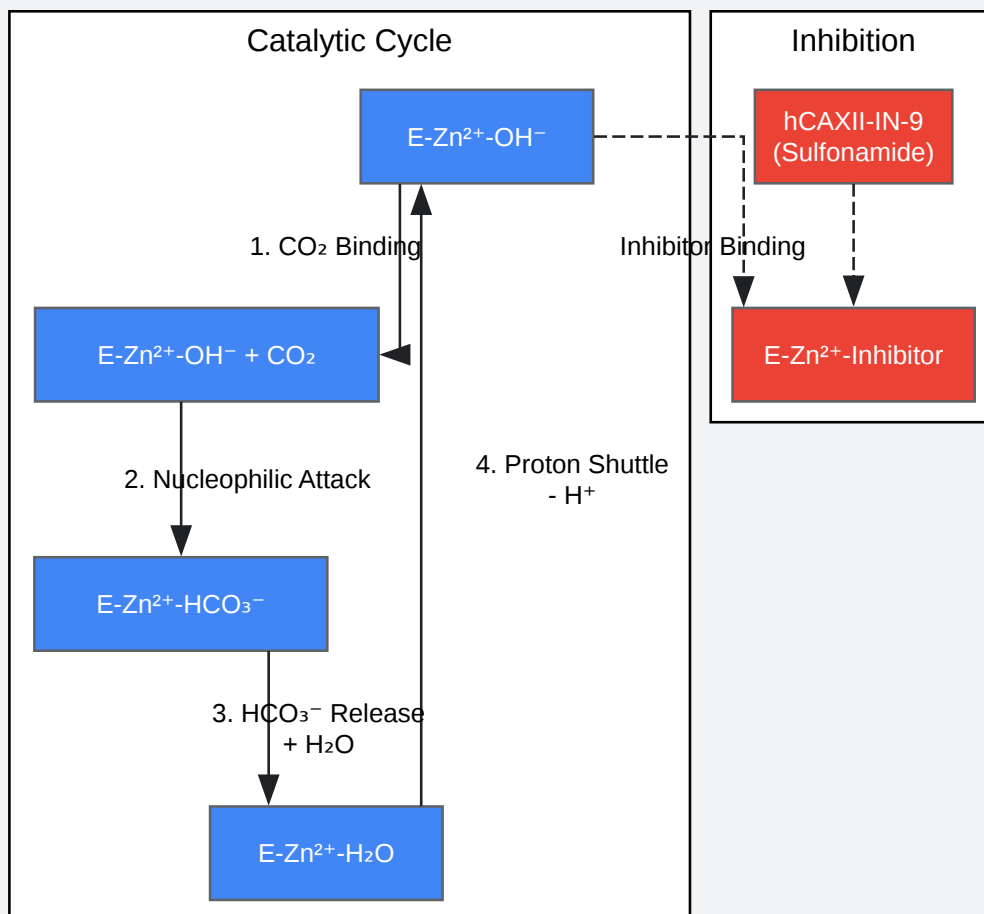 Catalytic Cycle
Inhibition
E-Zn²⁺-OH⁻
hCAXII-IN-9
(Sulfonamide)
1. CO₂ Binding
Inhibitor Binding
E-Zn²⁺-OH⁻ + CO₂
E-Zn²⁺-Inhibitor
2. Nucleophilic Attack
4. Proton Shuttle
- H⁺
E-Zn²⁺-HCO₃⁻
3. HCO₃⁻ Release
+ H₂O
E-Zn²⁺-H₂O